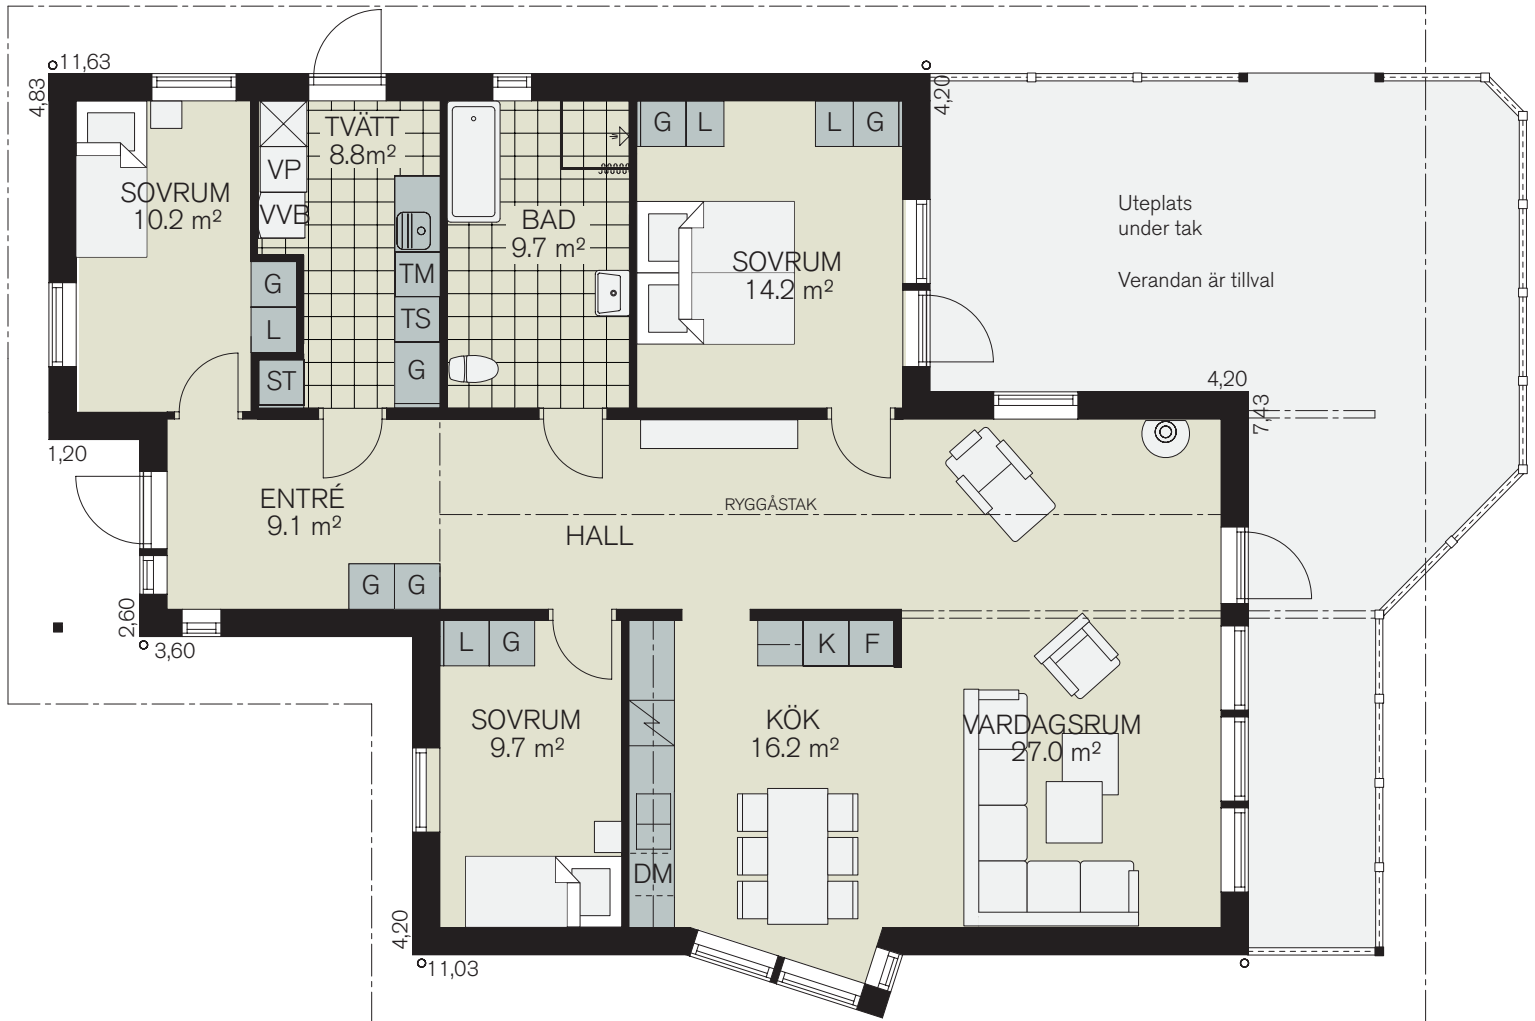 11,63
4,83
4,20
TVÄTT
8.8m²
G
L
L
G
VP
SOVRUM
10.2 m²
VVB
BAD
9.7 m²
Uteplats
under tak
SOVRUM
14.2 m²
Verandan är tillval
G
TM
L
TS
ST
G
4,20
7,43
1,20
ENTRÉ
9.1 m²
RYGGÅSTAK
HALL
G
G
2,60
3,60
L
G
K
F
SOVRUM
9.7 m²
KÖK
16.2 m²
VARDAGSRUM
27.0 m²
DM
4,20
11,03